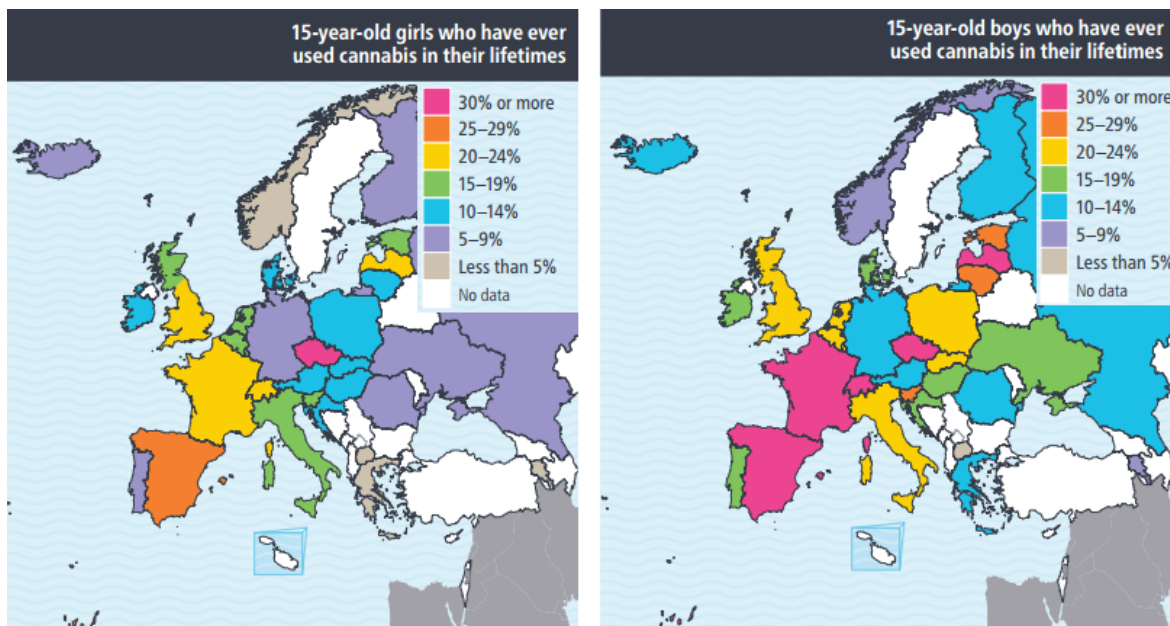 15-year-old girls who have ever
used cannabis in their lifetimes
30% or more
25–29%
20–24%
15–19%
10–14%
5–9%
Less than 5%
No data
15-year-old boys who have ever
used cannabis in their lifetimes
30% or more
25–29%
20–24%
15–19%
10–14%
5–9%
Less than 5%
No data